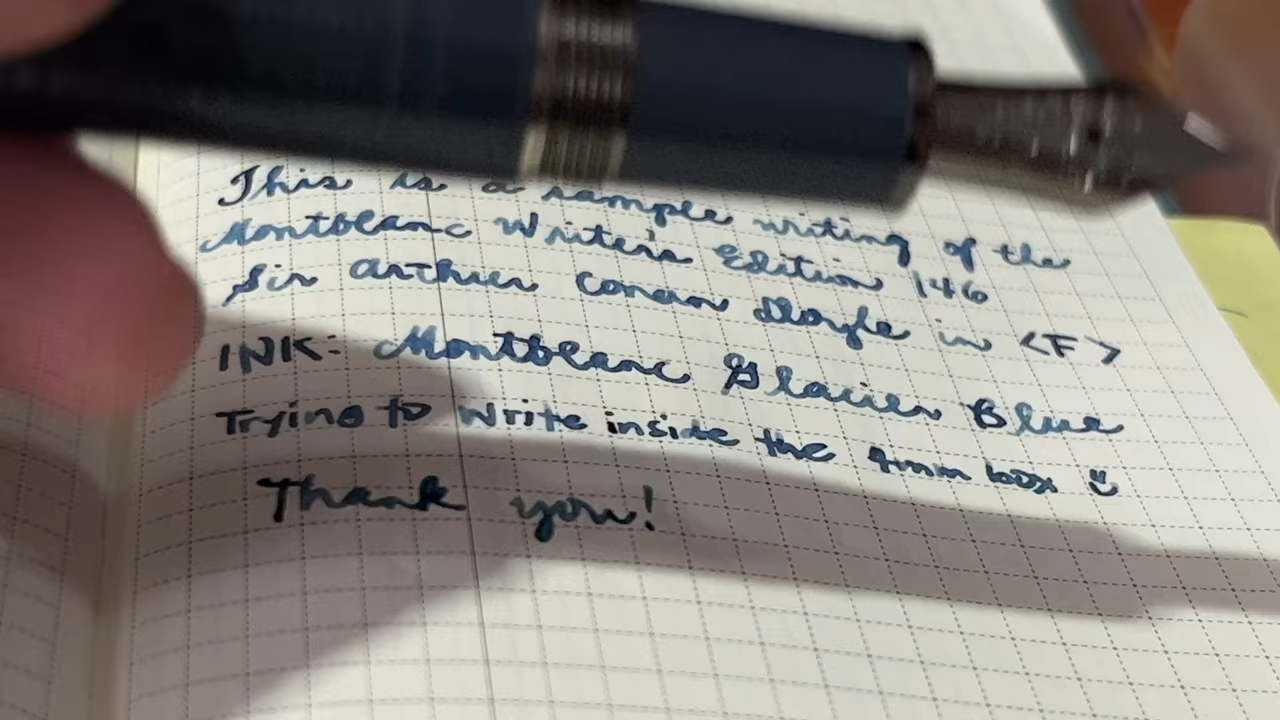 This is a sample writing of the
Montblanc Writer's Edition 146
Sir Arthur Conan Doyle in <F>
INK: Montblanc Glacier Blue
Trying to write inside the 4mm box
Thank you!